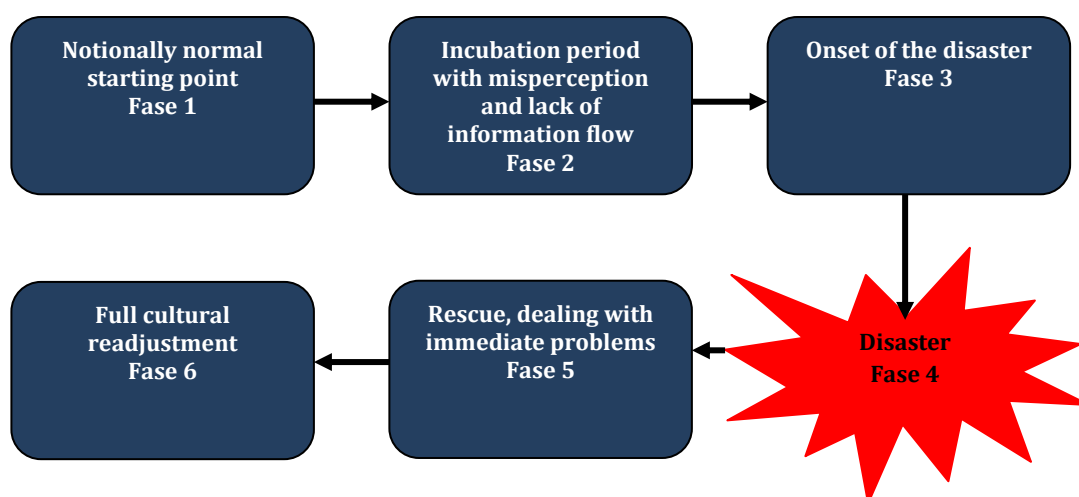 Notionally normal
starting point
Fase 1
Incubation period
with misperception
and lack of
information flow
Fase 2
Onset of the disaster
Fase 3
Disaster
Fase 4
Rescue, dealing with
immediate problems
Fase 5
Full cultural
readjustment
Fase 6